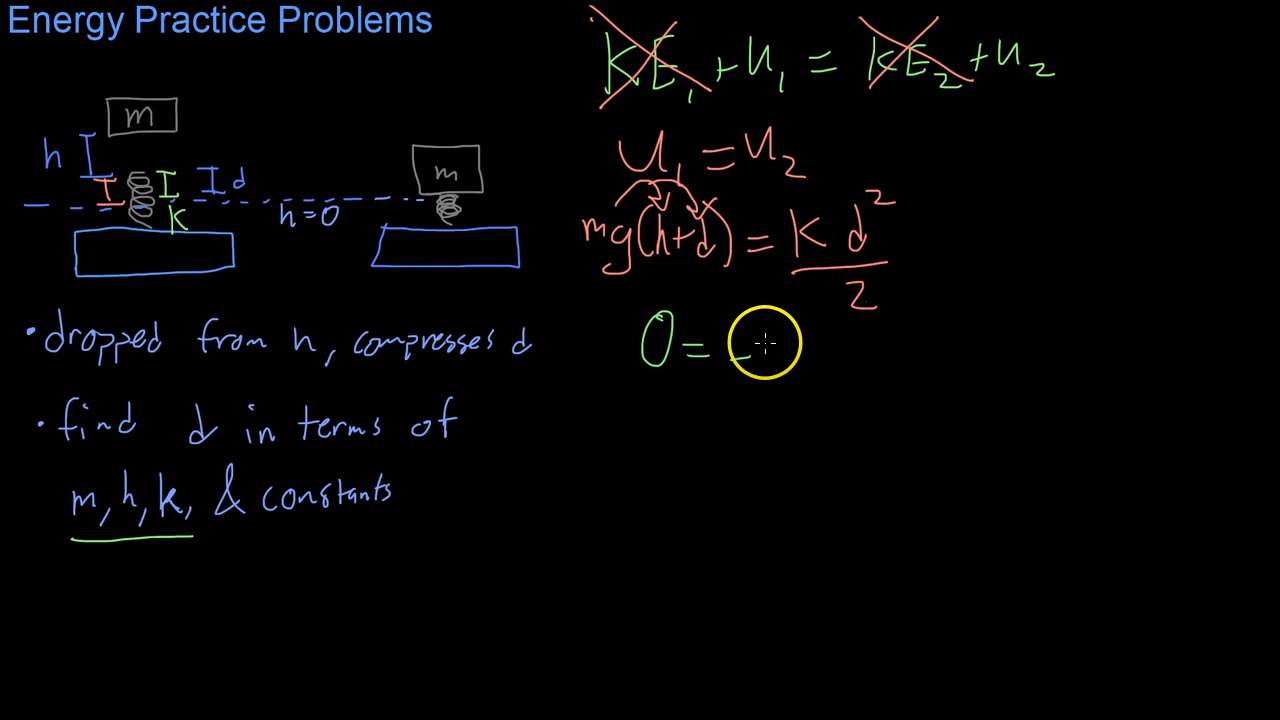 Energy Practice Problems
KE₁ + U₁ = KE₂ + U₂
m
h
d
k
h = 0
m
U₁ = U₂
mg(h+d) = k d²
2
0 =
• dropped from h, compresses d
• find d in terms of
m, h, k, & constants